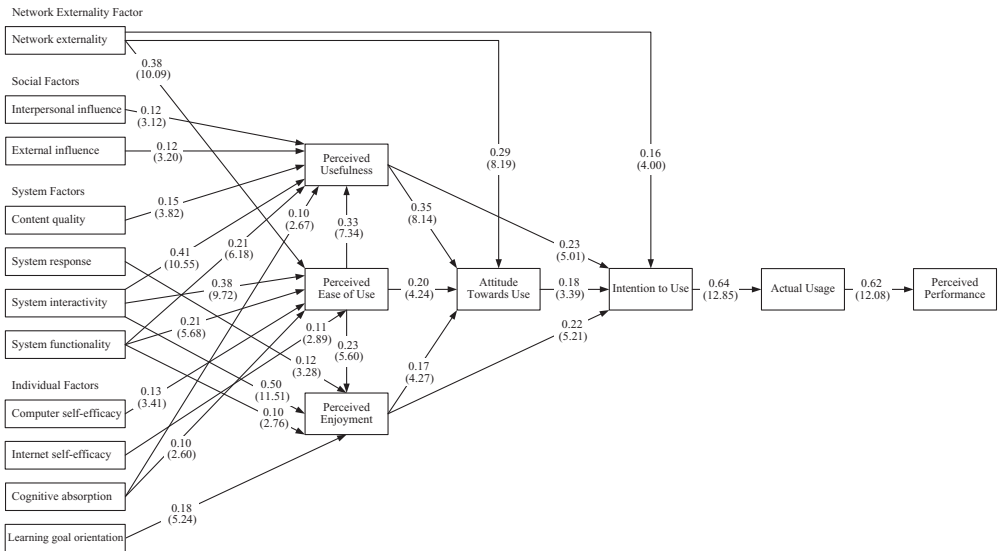 Network Externality Factor
Network externality
0.38
(10.09)
Social Factors
Interpersonal influence
0.12
(3.12)
External influence
0.12
(3.20)
System Factors
Content quality
0.15
(3.82)
System response
System interactivity
0.41
(10.55)
0.38
(9.72)
System functionality
0.21
(6.18)
0.21
(5.68)
0.10
(2.67)
Individual Factors
Computer self-efficacy
0.13
(3.41)
Internet self-efficacy
0.11
(2.89)
0.12
(3.28)
0.50
(11.51)
0.10
(2.76)
Cognitive absorption
0.10
(2.60)
Learning goal orientation
0.18
(5.24)
Perceived
Usefulness
0.33
(7.34)
Perceived
Ease of Use
0.23
(5.60)
Perceived
Enjoyment
0.35
(8.14)
0.20
(4.24)
0.17
(4.27)
0.29
(8.19)
Attitude
Towards Use
0.16
(4.00)
0.23
(5.01)
0.18
(3.39)
0.22
(5.21)
Intention to Use
0.64
(12.85)
Actual Usage
0.62
(12.08)
Perceived
Performance